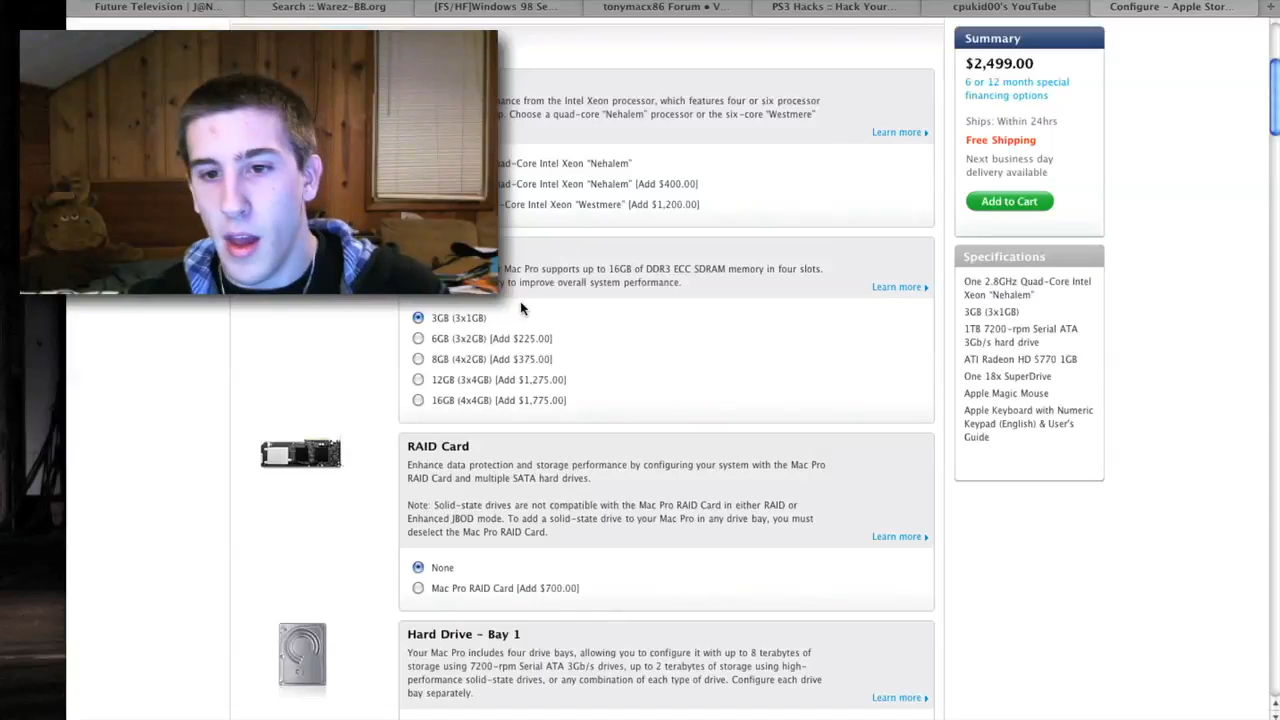 Future Television | J@N...
Search :: Warez-BB.org
[FS/HF]Windows 98 Se...
tonymacx86 Forum • V...
PS3 Hacks :: Hack Your...
cpukid00's YouTube
Configure – Apple Stor...
ance from the Intel Xeon processor, which features four or six processor
p. Choose a quad-core “Nehalem” processor or the six-core “Westmere”
Learn more
ad-Core Intel Xeon “Nehalem”
ad-Core Intel Xeon “Nehalem” [Add $400.00]
-Core Intel Xeon “Westmere” [Add $1,200.00]
Mac Pro supports up to 16GB of DDR3 ECC SDRAM memory in four slots.
y to improve overall system performance.
Learn more
3GB (3x1GB)
6GB (3x2GB) [Add $225.00]
8GB (4x2GB) [Add $375.00]
12GB (3x4GB) [Add $1,275.00]
16GB (4x4GB) [Add $1,775.00]
RAID Card
Enhance data protection and storage performance by configuring your system with the Mac Pro
RAID Card and multiple SATA hard drives.
Note: Solid-state drives are not compatible with the Mac Pro RAID Card in either RAID or
Enhanced JBOD mode. To add a solid-state drive to your Mac Pro in any drive bay, you must
deselect the Mac Pro RAID Card.
Learn more
None
Mac Pro RAID Card [Add $700.00]
Hard Drive – Bay 1
Your Mac Pro includes four drive bays, allowing you to configure it with up to 8 terabytes of
storage using 7200-rpm Serial ATA 3Gb/s drives, up to 2 terabytes of storage using high-
performance solid-state drives, or any combination of each type of drive. Configure each drive
bay separately.
Learn more
Summary
$2,499.00
6 or 12 month special
financing options
Ships: Within 24hrs
Free Shipping
Next business day
delivery available
Add to Cart
Specifications
One 2.8GHz Quad-Core Intel
Xeon “Nehalem”
3GB (3x1GB)
1TB 7200-rpm Serial ATA
3Gb/s hard drive
ATI Radeon HD 5770 1GB
One 18x SuperDrive
Apple Magic Mouse
Apple Keyboard with Numeric
Keypad (English) & User's
Guide